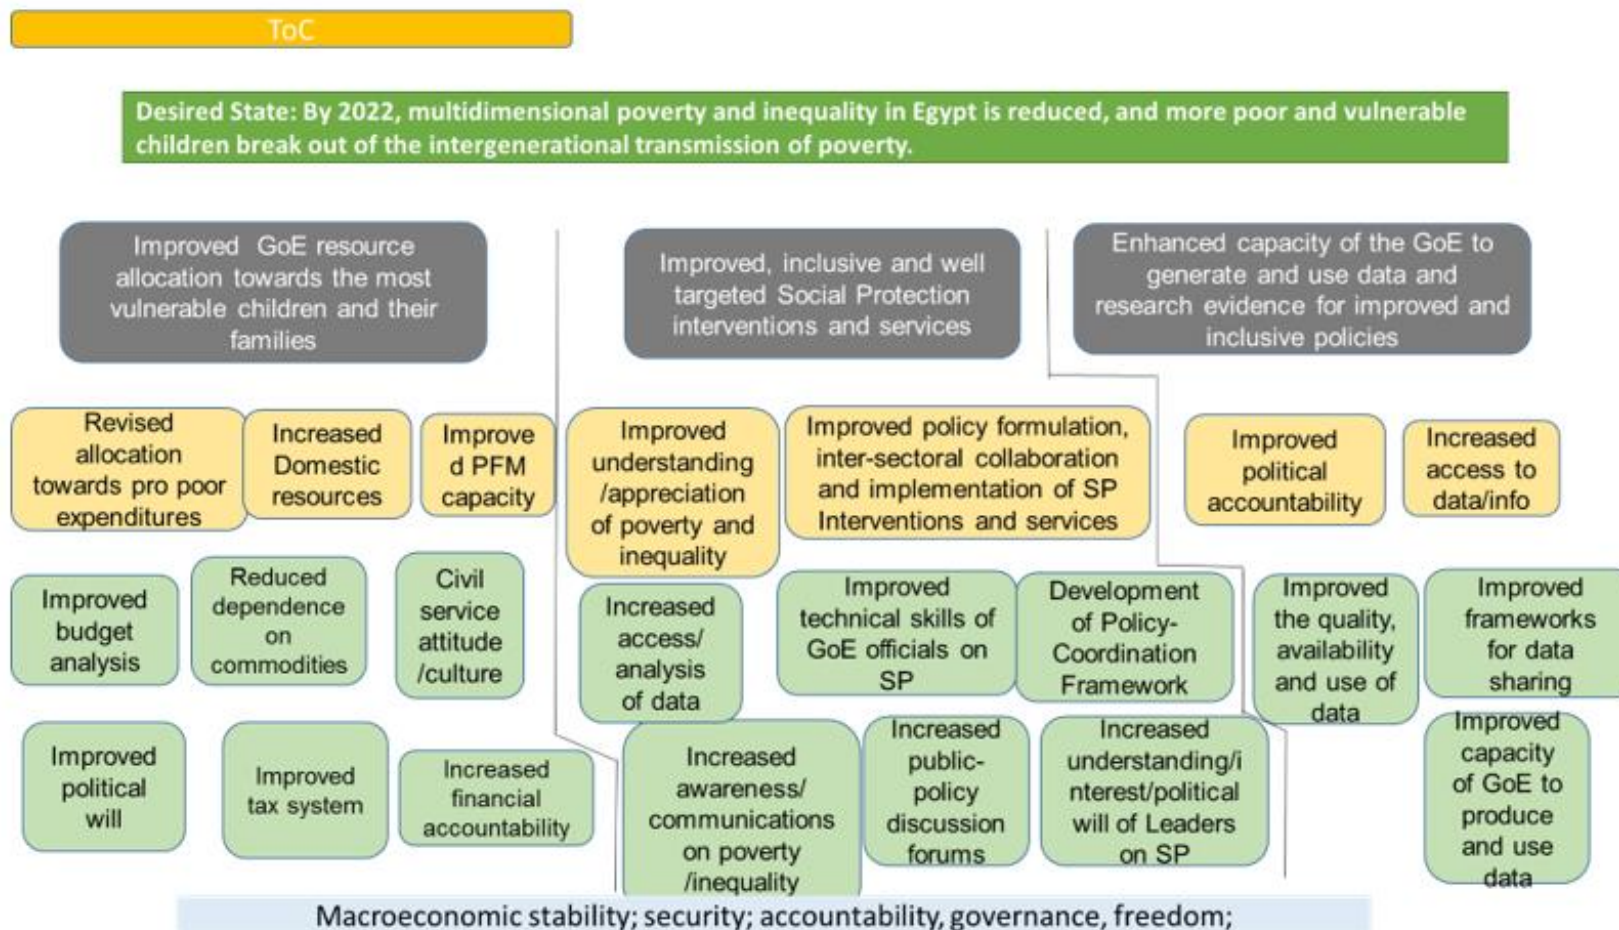 ToC
Desired State: By 2022, multidimensional poverty and inequality in Egypt is reduced, and more poor and vulnerable
children break out of the intergenerational transmission of poverty.
Improved GoE resource
allocation towards the most
vulnerable children and their
families
Improved, inclusive and well
targeted Social Protection
interventions and services
Enhanced capacity of the GoE to
generate and use data and
research evidence for improved and
inclusive policies
Revised
allocation
towards pro poor
expenditures
Increased
Domestic
resources
Improve
d PFM
capacity
Improved
understanding
/appreciation
of poverty and
inequality
Improved policy formulation,
inter-sectoral collaboration
and implementation of SP
Interventions and services
Improved
political
accountability
Increased
access to
data/info
Improved
budget
analysis
Reduced
dependence
on
commodities
Civil
service
attitude
/culture
Increased
access/
analysis
of data
Improved
technical skills of
GoE officials on
SP
Development
of Policy-
Coordination
Framework
Improved
the quality,
availability
and use of
data
Improved
frameworks
for data
sharing
Improved
political
will
Improved
tax system
Increased
financial
accountability
Increased
awareness/
communications
on poverty
/inequality
Increased
public-
policy
discussion
forums
Increased
understanding/i
nterest/political
will of Leaders
on SP
Improved
capacity
of GoE to
produce
and use
data
Macroeconomic stability; security; accountability, governance, freedom;